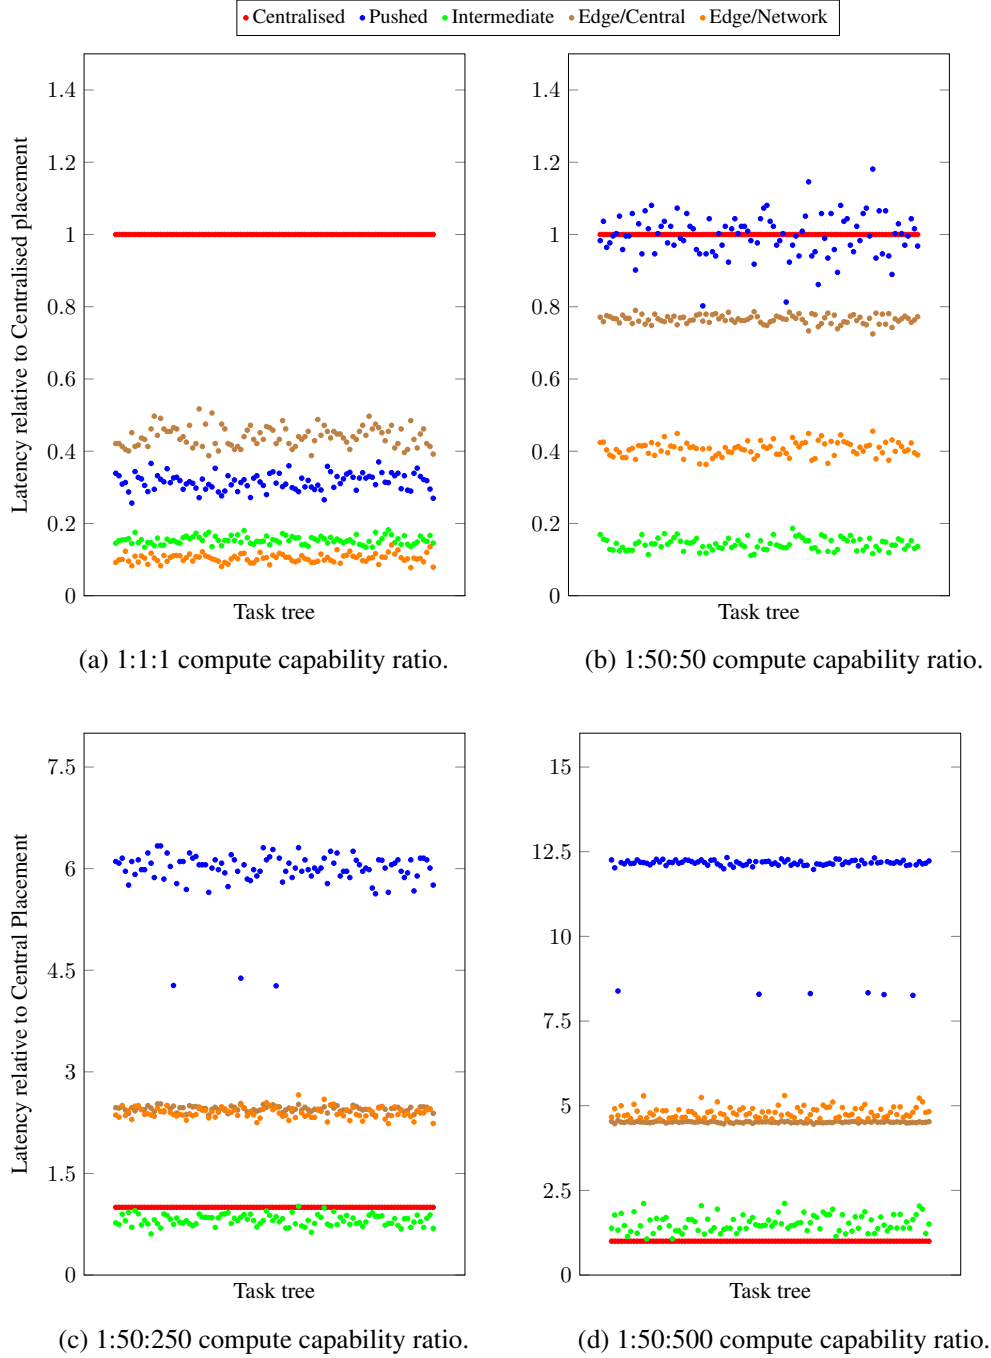 Centralised Pushed Intermediate Edge/Central Edge/Network
Latency relative to Centralised placement
1.4
1.2
1
0.8
0.6
0.4
0.2
0
Task tree
(a) 1:1:1 compute capability ratio.
1.4
1.2
1
0.8
0.6
0.4
0.2
0
Task tree
(b) 1:50:50 compute capability ratio.
Latency relative to Central Placement
7.5
6
4.5
3
1.5
0
Task tree
(c) 1:50:250 compute capability ratio.
15
12.5
10
7.5
5
2.5
0
Task tree
(d) 1:50:500 compute capability ratio.